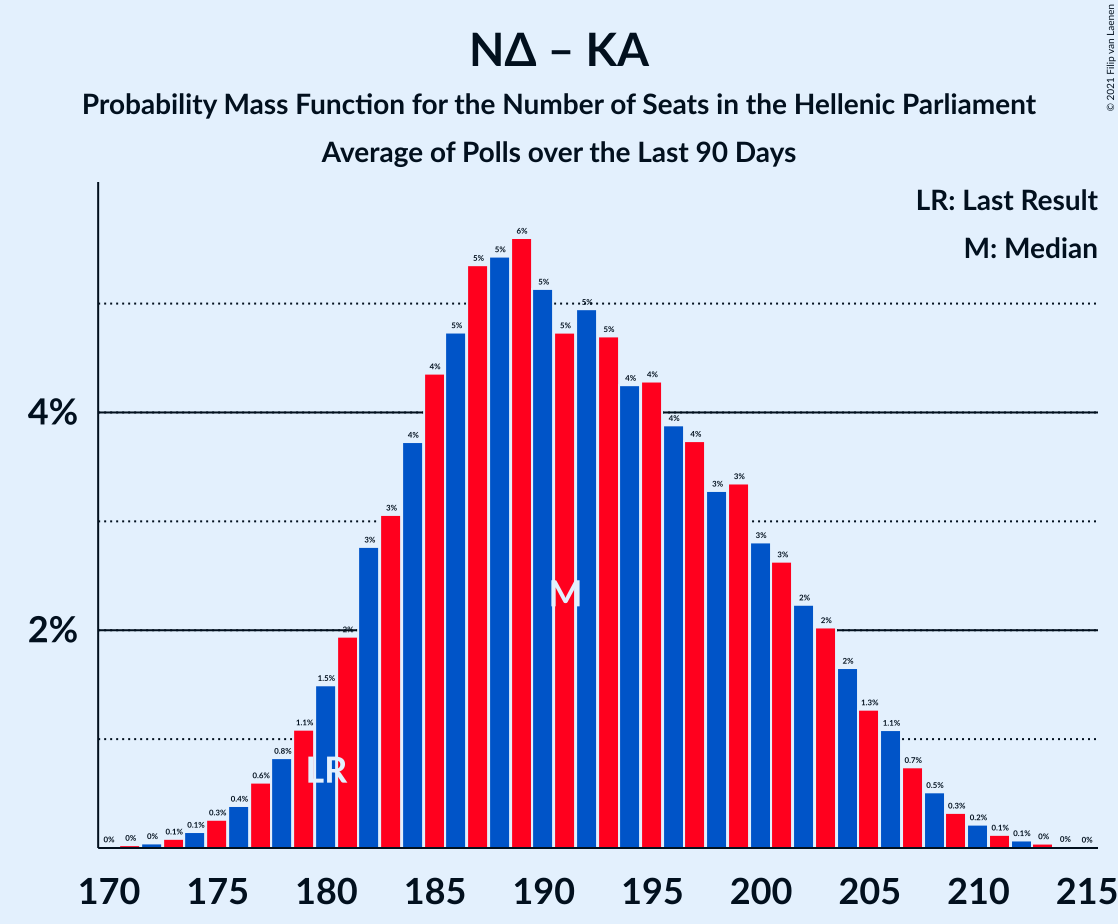 © 2021 Filip van Laenen
ΝΔ – ΚΑ
Probability Mass Function for the Number of Seats in the Hellenic Parliament
Average of Polls over the Last 90 Days
LR: Last Result
M: Median
4%
2%
0% 0% 0% 0.1% 0.1% 0.3% 0.4% 0.6% 0.8% 1.1% 1.5% 2% 3% 3% 4% 4% 5% 5% 5% 6% 5% 5% 5% 5% 4% 4% 4% 4% 3% 3% 3% 3% 2% 2% 2% 1.3% 1.1% 0.7% 0.5% 0.3% 0.2% 0.1% 0.1% 0% 0% 0%
M
LR
170 175 180 185 190 195 200 205 210 215